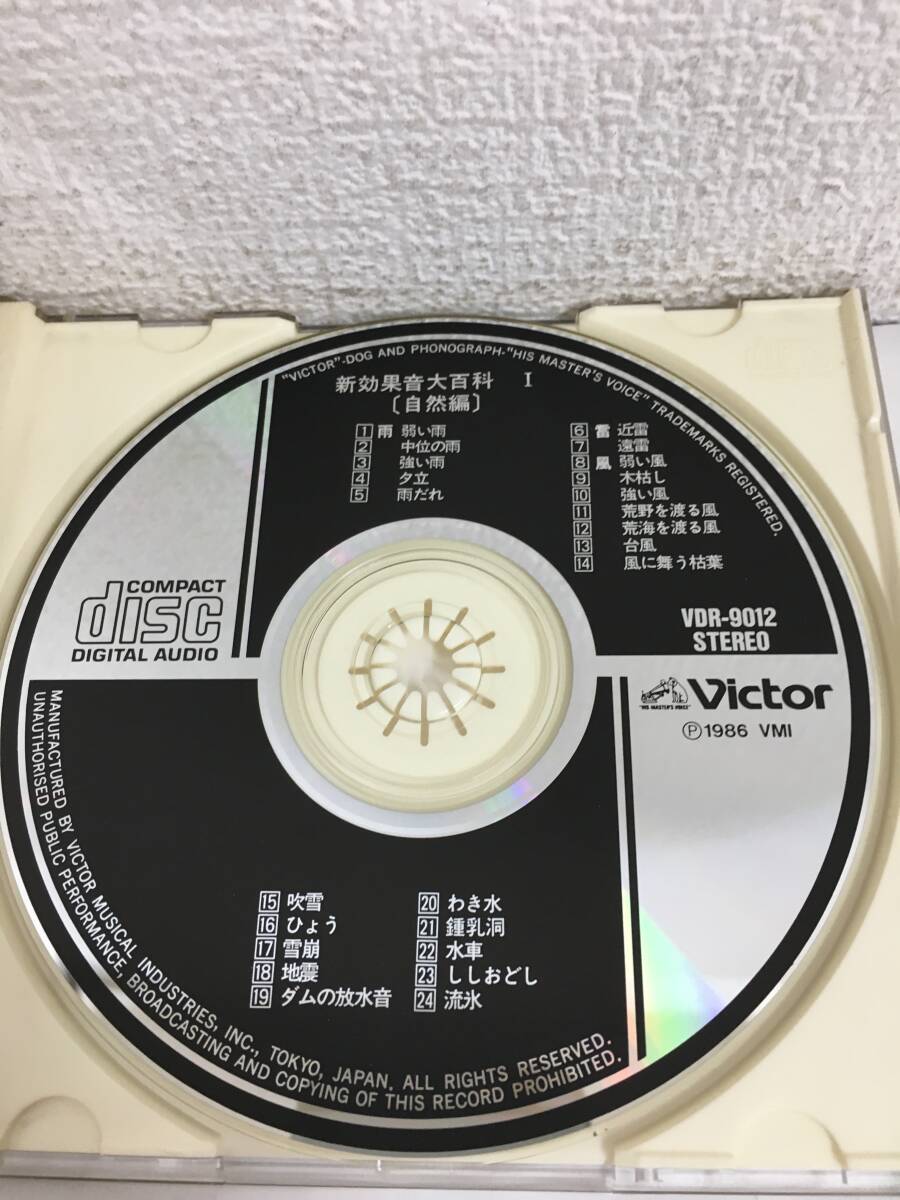 "VICTOR"-DOG AND PHONOGRAPH-"HIS MASTER'S VOICE" TRADEMARKS REGISTERED.
新効果音大百科 I
〔自然編〕
1 雨 弱い雨
2 中位の雨
3 強い雨
4 夕立
5 雨だれ
6 雷 近雷
7 遠雷
8 風 弱い風
9 木枯し
10 強い風
11 荒野を渡る風
12 荒海を渡る風
13 台風
14 風に舞う枯葉
COMPACT
disc
DIGITAL AUDIO
VDR-9012
STEREO
"HIS MASTER'S VOICE"
Victor
Ⓟ1986 VMI
15 吹雪
16 ひょう
17 雪崩
18 地震
19 ダムの放水音
20 わき水
21 鍾乳洞
22 水車
23 ししおどし
24 流氷
MANUFACTURED BY VICTOR MUSICAL INDUSTRIES, INC., TOKYO, JAPAN. ALL RIGHTS RESERVED.
UNAUTHORISED PUBLIC PERFORMANCE, BROADCASTING AND COPYING OF THIS RECORD PROHIBITED.